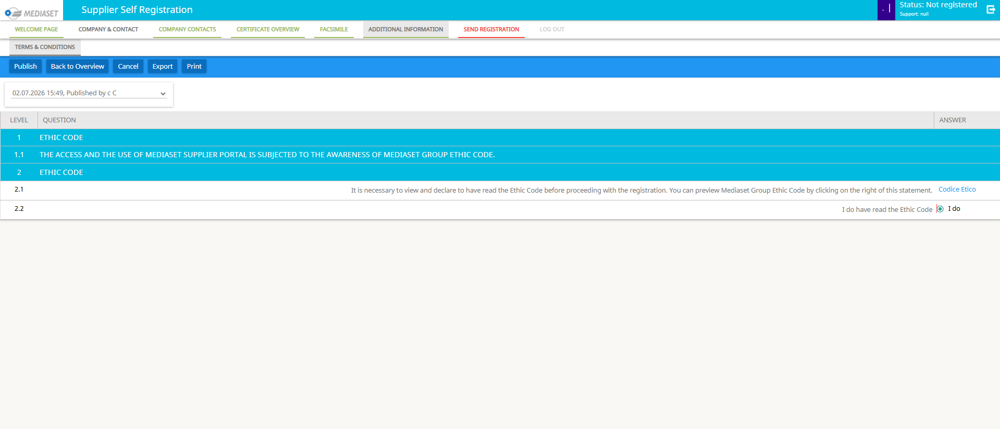 MEDIASET
Supplier Self Registration
Status: Not registered
Support: null
WELCOME PAGE
COMPANY & CONTACT
COMPANY CONTACTS
CERTIFICATE OVERVIEW
FACSIMILE
ADDITIONAL INFORMATION
SEND REGISTRATION
LOG OUT
TERMS & CONDITIONS
Publish
Back to Overview
Cancel
Export
Print
02.07.2026 15:49, Published by c C
LEVEL QUESTION ANSWER
1 ETHIC CODE
1.1 THE ACCESS AND THE USE OF MEDIASET SUPPLIER PORTAL IS SUBJECTED TO THE AWARENESS OF MEDIASET GROUP ETHIC CODE.
2 ETHIC CODE
2.1 It is necessary to view and declare to have read the Ethic Code before proceeding with the registration. You can preview Mediaset Group Ethic Code by clicking on the right of this statement. Codice Etico
2.2 I do have read the Ethic Code I do